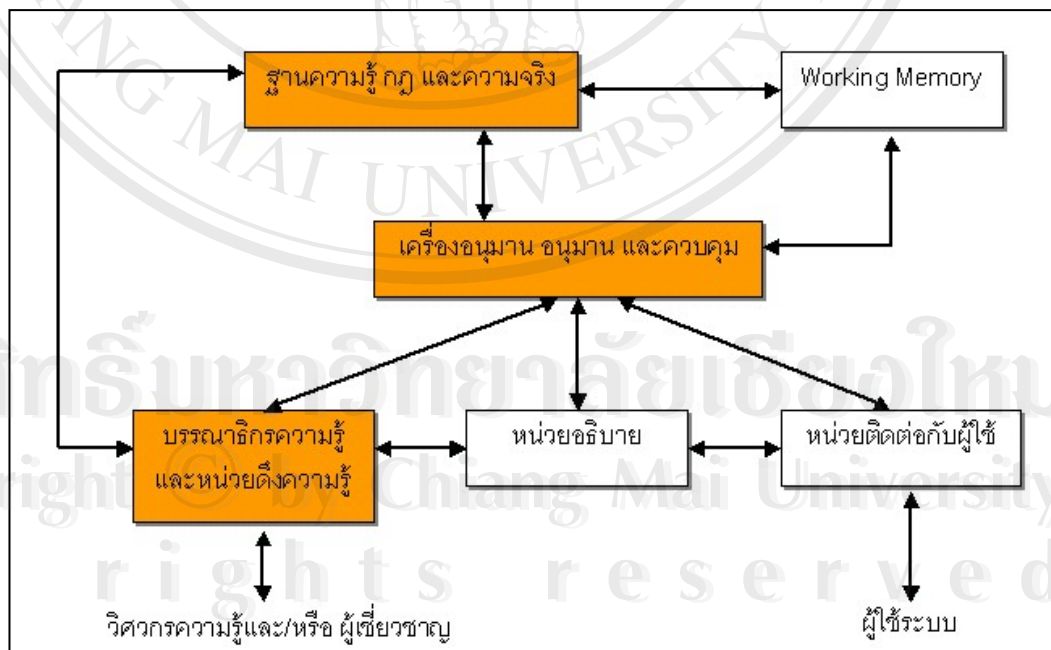 ฐานความรู้ กฎ และความจริง
Working Memory
เครื่องอนุมาน อนุมาน และควบคุม
บรรณาธิกรความรู้
และหน่วยดึงความรู้
หน่วยอธิบาย
หน่วยติดต่อกับผู้ใช้
วิศวกรความรู้และ/หรือ ผู้เชี่ยวชาญ
ผู้ใช้ระบบ
ANG MAI UNIVERSITY
สิทธิ์มหาวิทยาลัยเชียงใหม
right © by Chiang Mai University
rights reserved